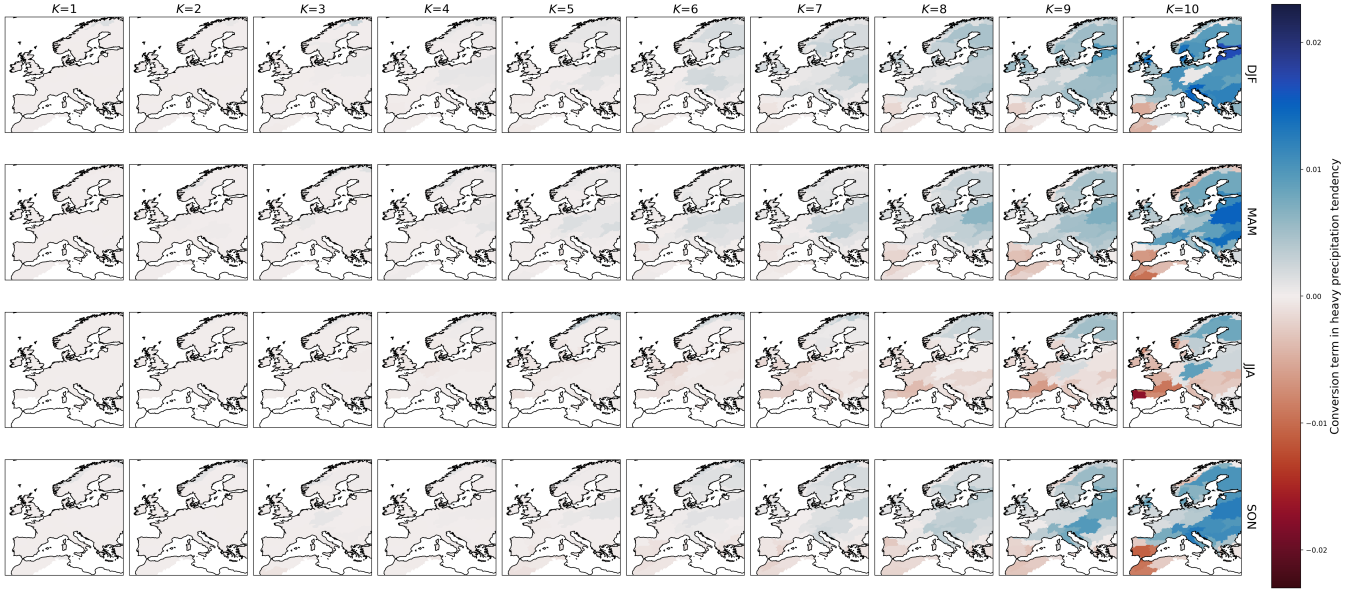 K=1 K=2 K=3 K=4 K=5 K=6 K=7 K=8 K=9 K=10
DJF
MAM
JJA
SON
0.02
0.01
0.00
−0.01
−0.02
Conversion term in heavy precipitation tendency